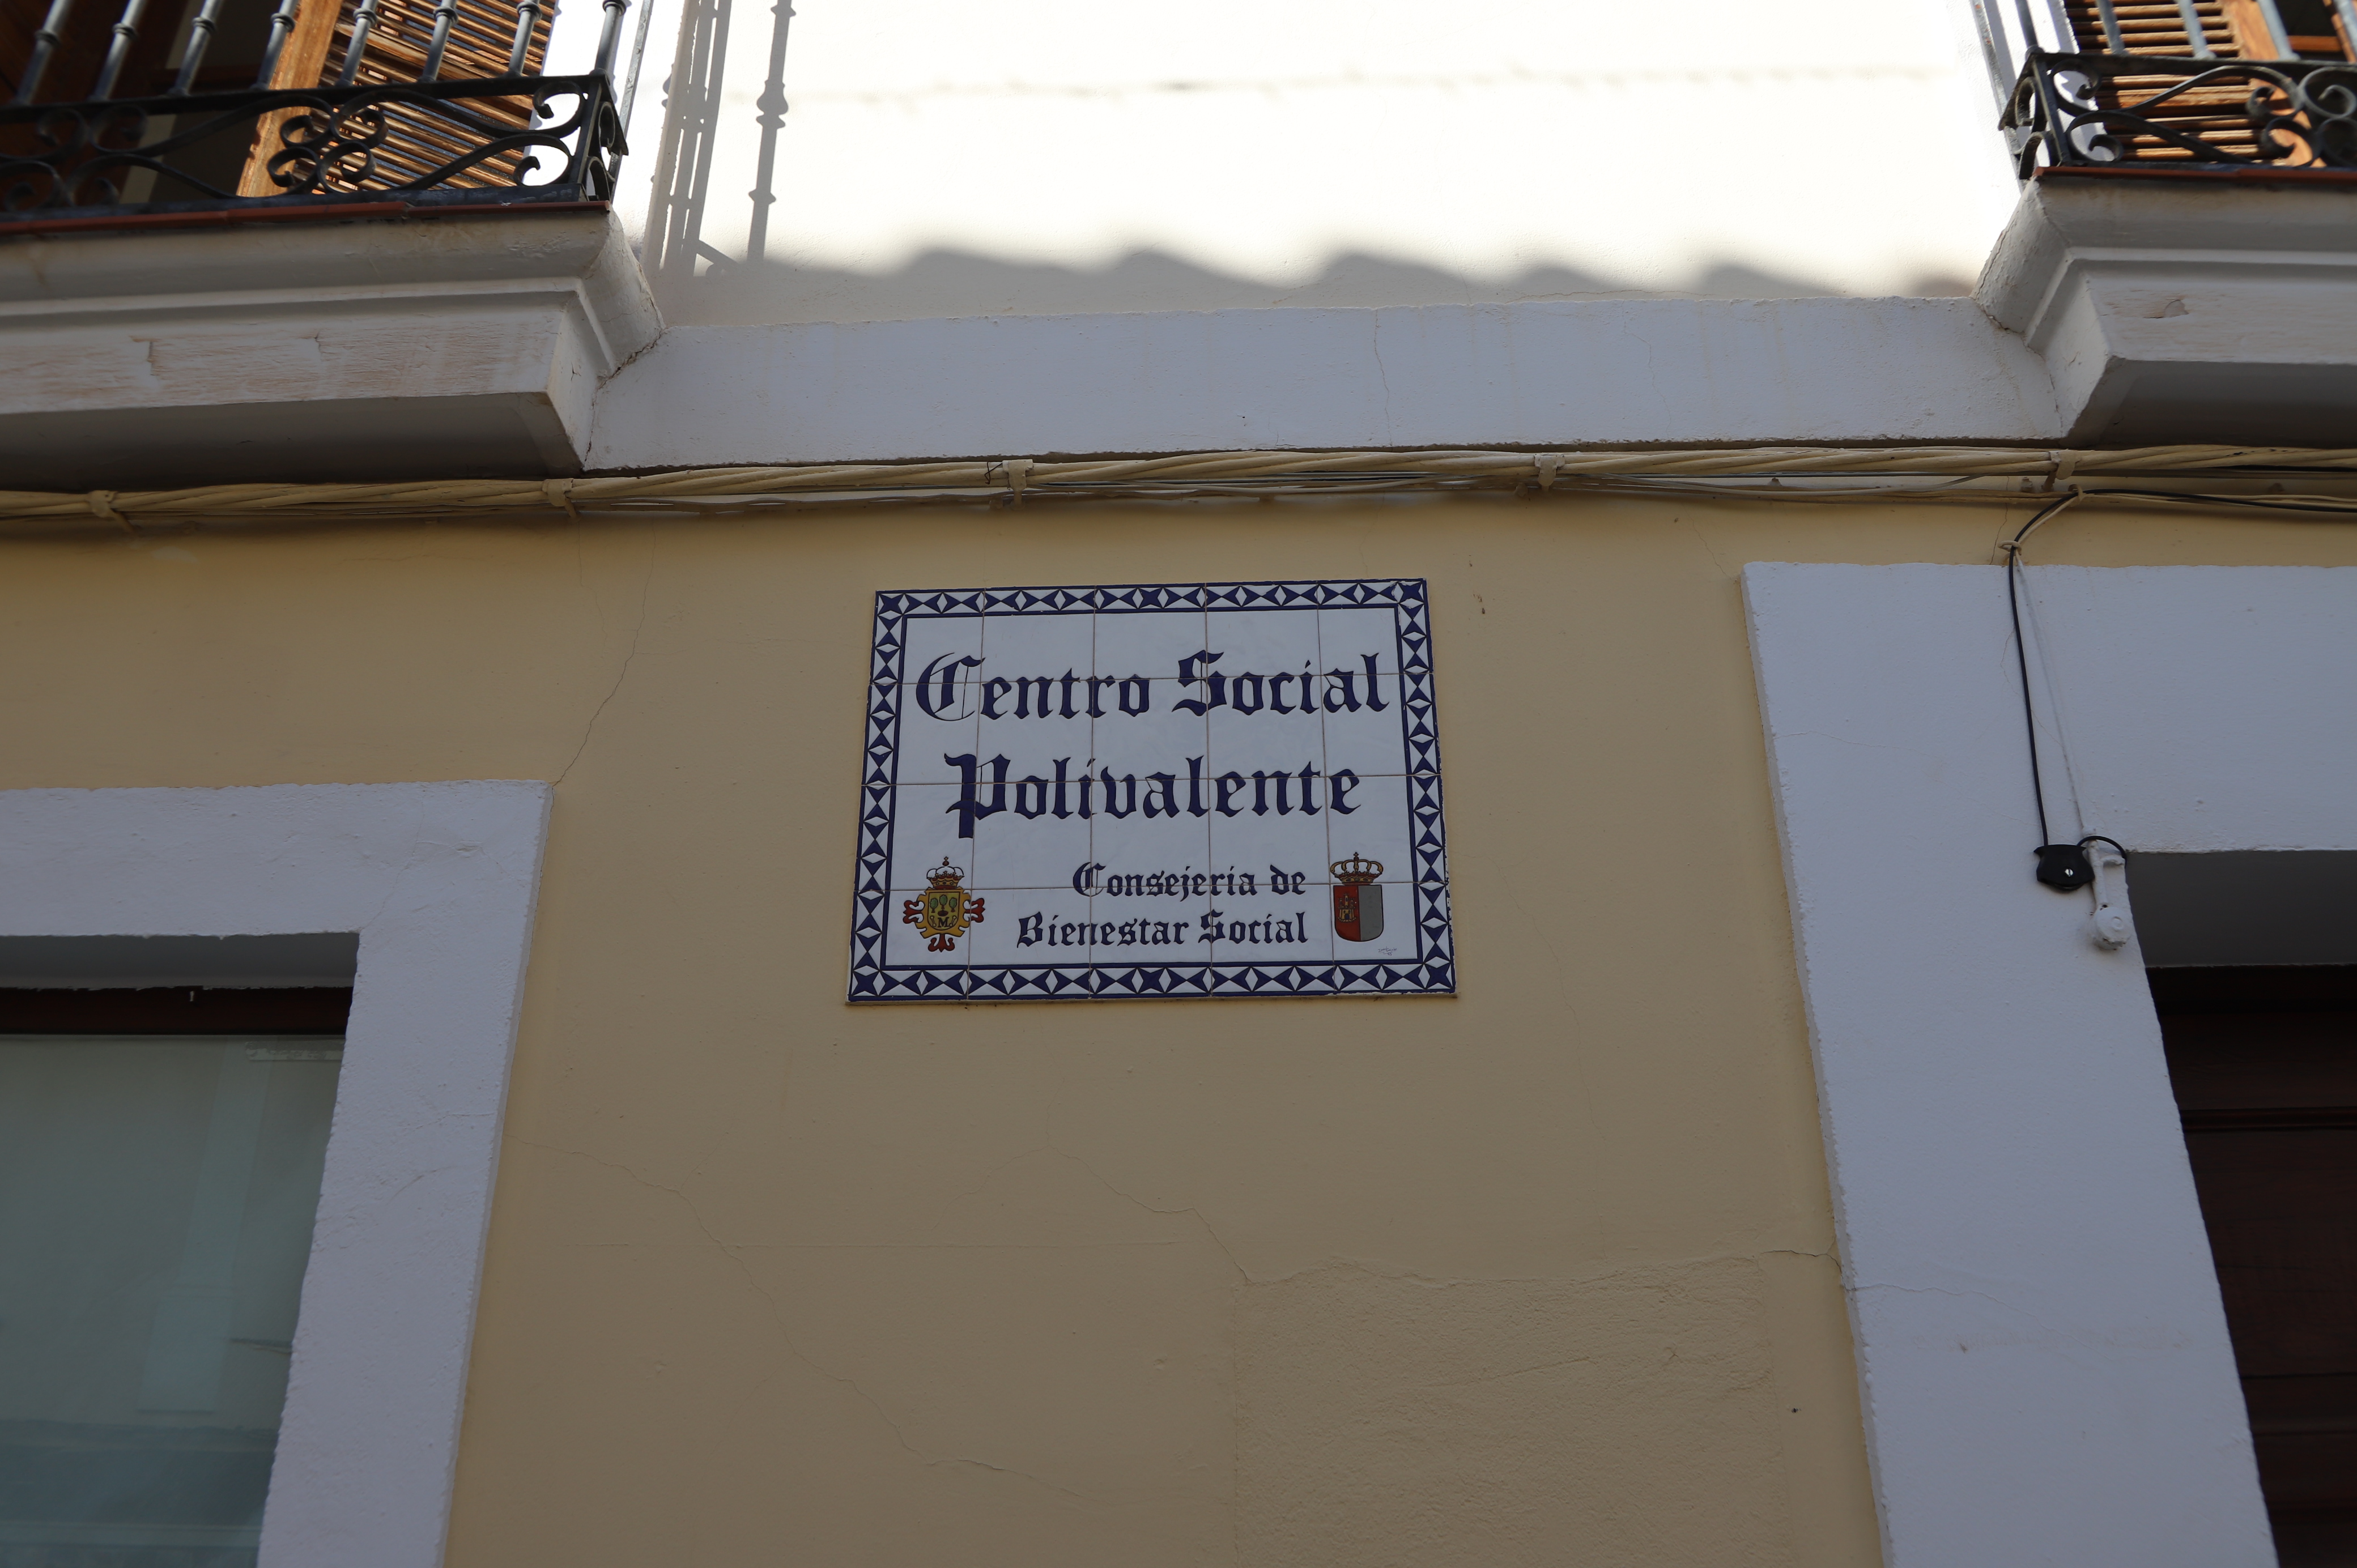 Centro Social
Polivalente
Consejeria de
Bienestar Social
M